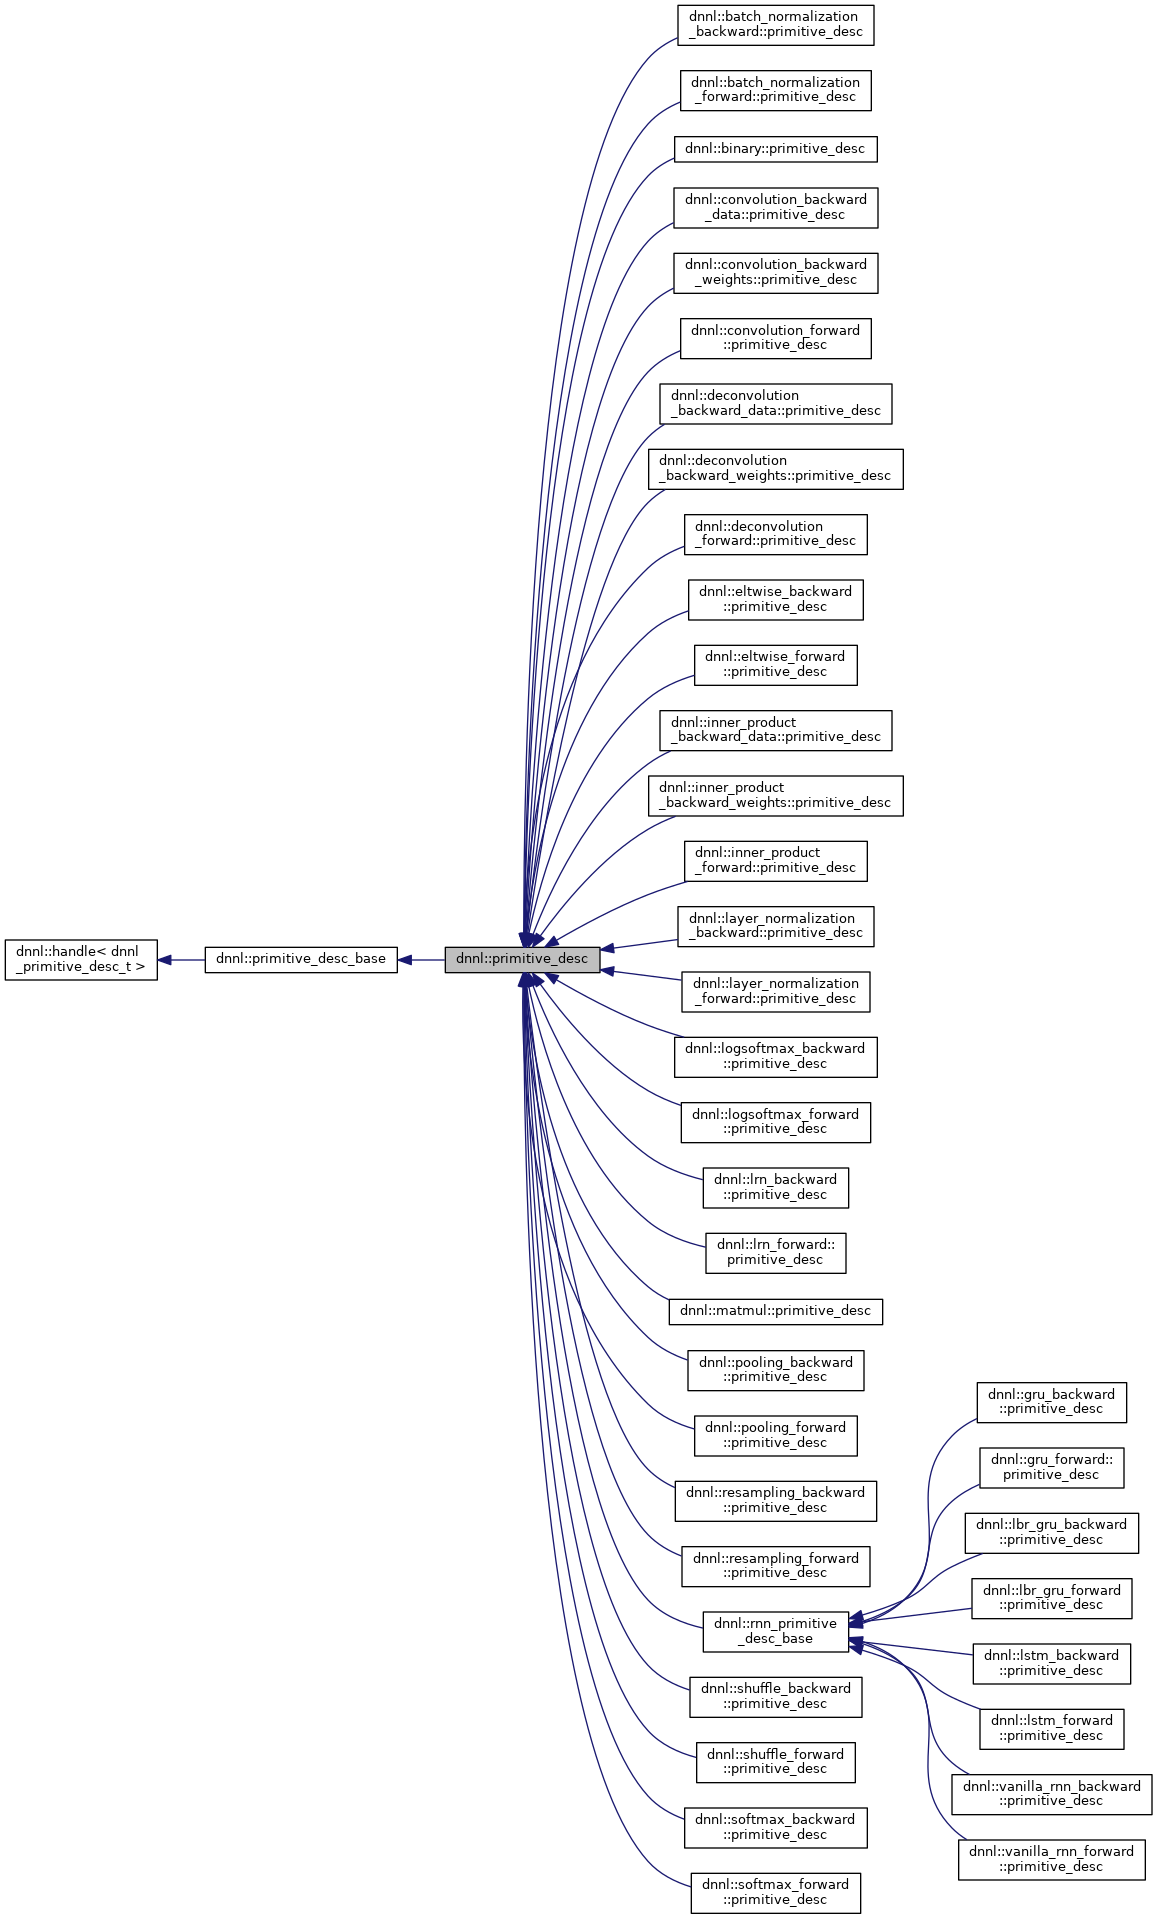 dnnl::handle< dnnl
_primitive_desc_t >
dnnl::primitive_desc_base
dnnl::primitive_desc
dnnl::batch_normalization
_backward::primitive_desc
dnnl::batch_normalization
_forward::primitive_desc
dnnl::binary::primitive_desc
dnnl::convolution_backward
_data::primitive_desc
dnnl::convolution_backward
_weights::primitive_desc
dnnl::convolution_forward
::primitive_desc
dnnl::deconvolution
_backward_data::primitive_desc
dnnl::deconvolution
_backward_weights::primitive_desc
dnnl::deconvolution
_forward::primitive_desc
dnnl::eltwise_backward
::primitive_desc
dnnl::eltwise_forward
::primitive_desc
dnnl::inner_product
_backward_data::primitive_desc
dnnl::inner_product
_backward_weights::primitive_desc
dnnl::inner_product
_forward::primitive_desc
dnnl::layer_normalization
_backward::primitive_desc
dnnl::layer_normalization
_forward::primitive_desc
dnnl::logsoftmax_backward
::primitive_desc
dnnl::logsoftmax_forward
::primitive_desc
dnnl::lrn_backward
::primitive_desc
dnnl::lrn_forward::
primitive_desc
dnnl::matmul::primitive_desc
dnnl::pooling_backward
::primitive_desc
dnnl::pooling_forward
::primitive_desc
dnnl::resampling_backward
::primitive_desc
dnnl::resampling_forward
::primitive_desc
dnnl::rnn_primitive
_desc_base
dnnl::shuffle_backward
::primitive_desc
dnnl::shuffle_forward
::primitive_desc
dnnl::softmax_backward
::primitive_desc
dnnl::softmax_forward
::primitive_desc
dnnl::gru_backward
::primitive_desc
dnnl::gru_forward::
primitive_desc
dnnl::lbr_gru_backward
::primitive_desc
dnnl::lbr_gru_forward
::primitive_desc
dnnl::lstm_backward
::primitive_desc
dnnl::lstm_forward
::primitive_desc
dnnl::vanilla_rnn_backward
::primitive_desc
dnnl::vanilla_rnn_forward
::primitive_desc